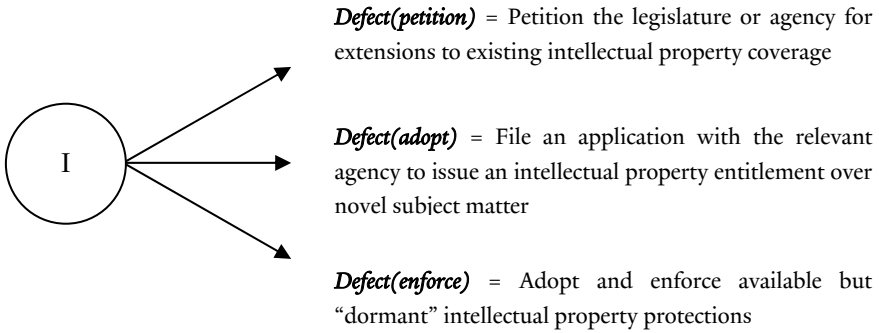 Defect(petition) = Petition the legislature or agency for
extensions to existing intellectual property coverage
I
Defect(adopt) = File an application with the relevant
agency to issue an intellectual property entitlement over
novel subject matter
Defect(enforce) = Adopt and enforce available but
“dormant” intellectual property protections